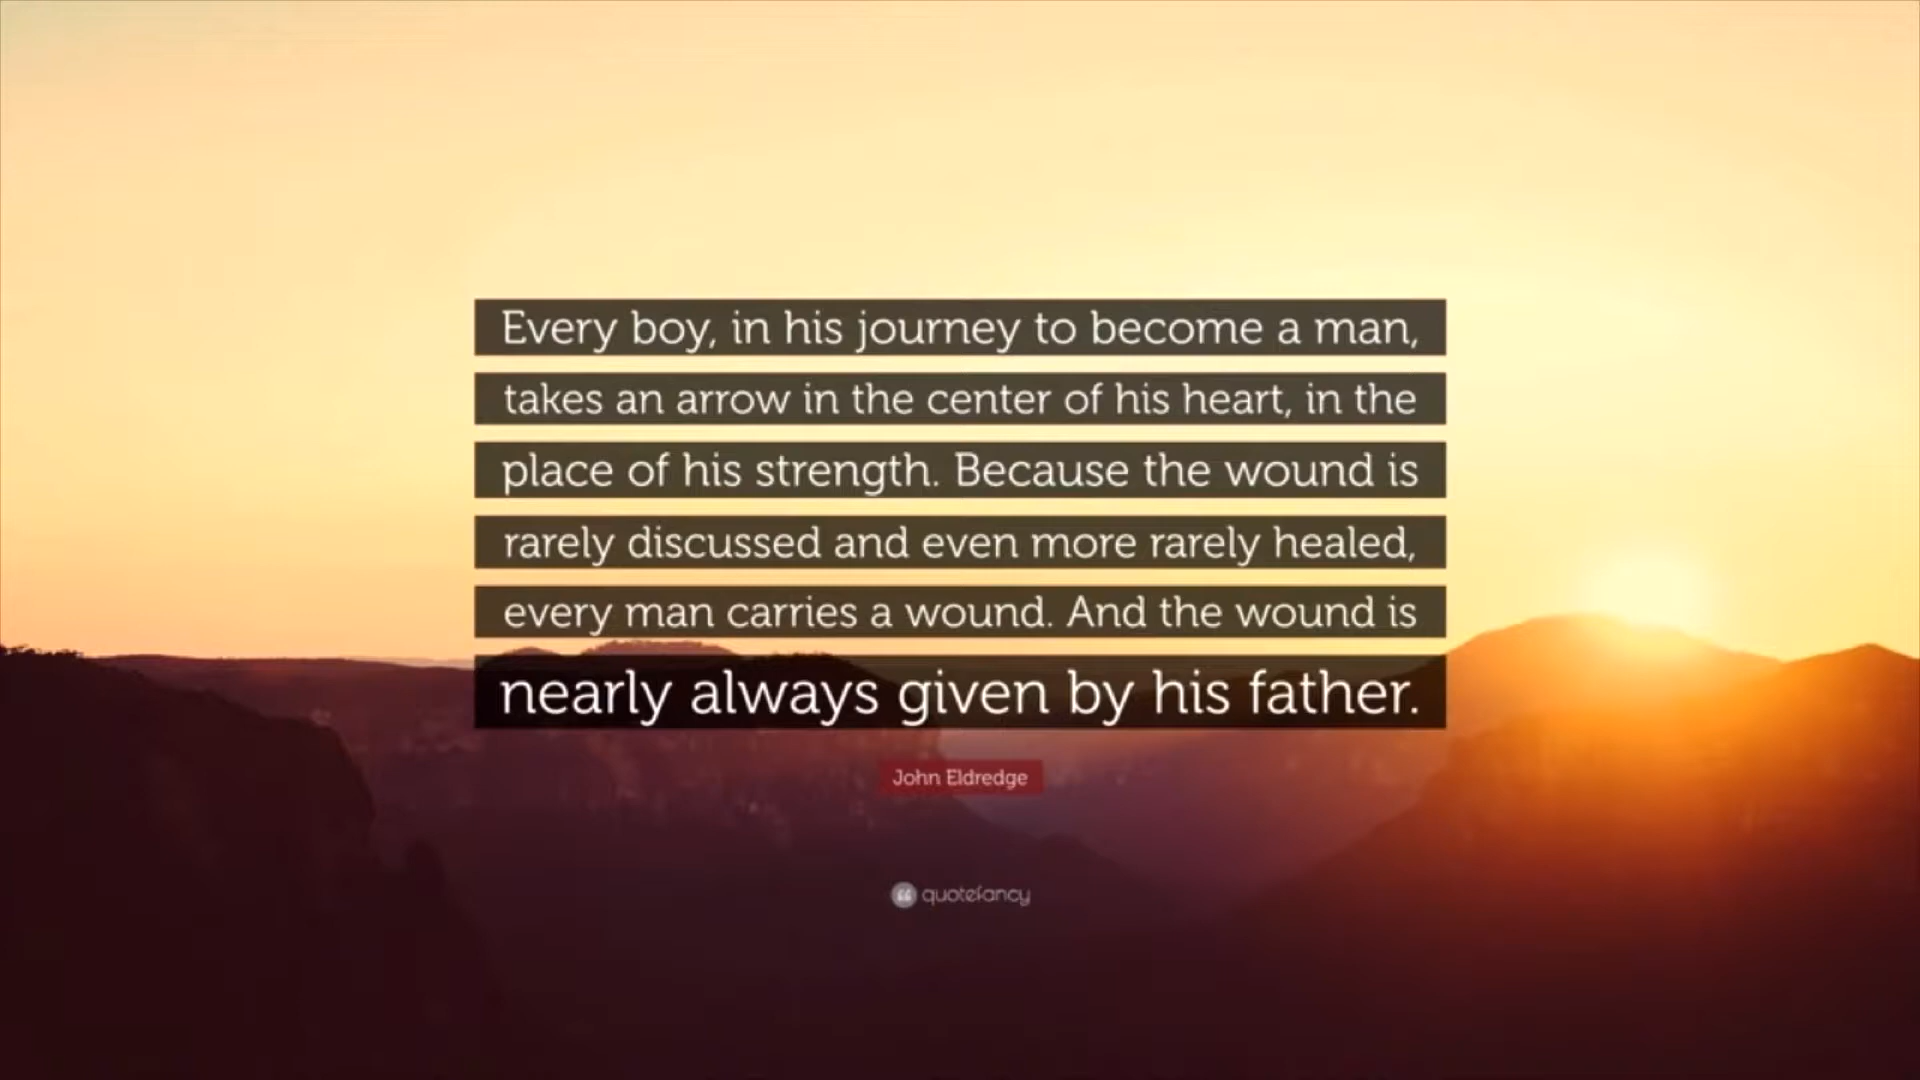 Every boy, in his journey to become a man,
takes an arrow in the center of his heart, in the
place of his strength. Because the wound is
rarely discussed and even more rarely healed,
every man carries a wound. And the wound is
nearly always given by his father.
John Eldredge
quotefancy